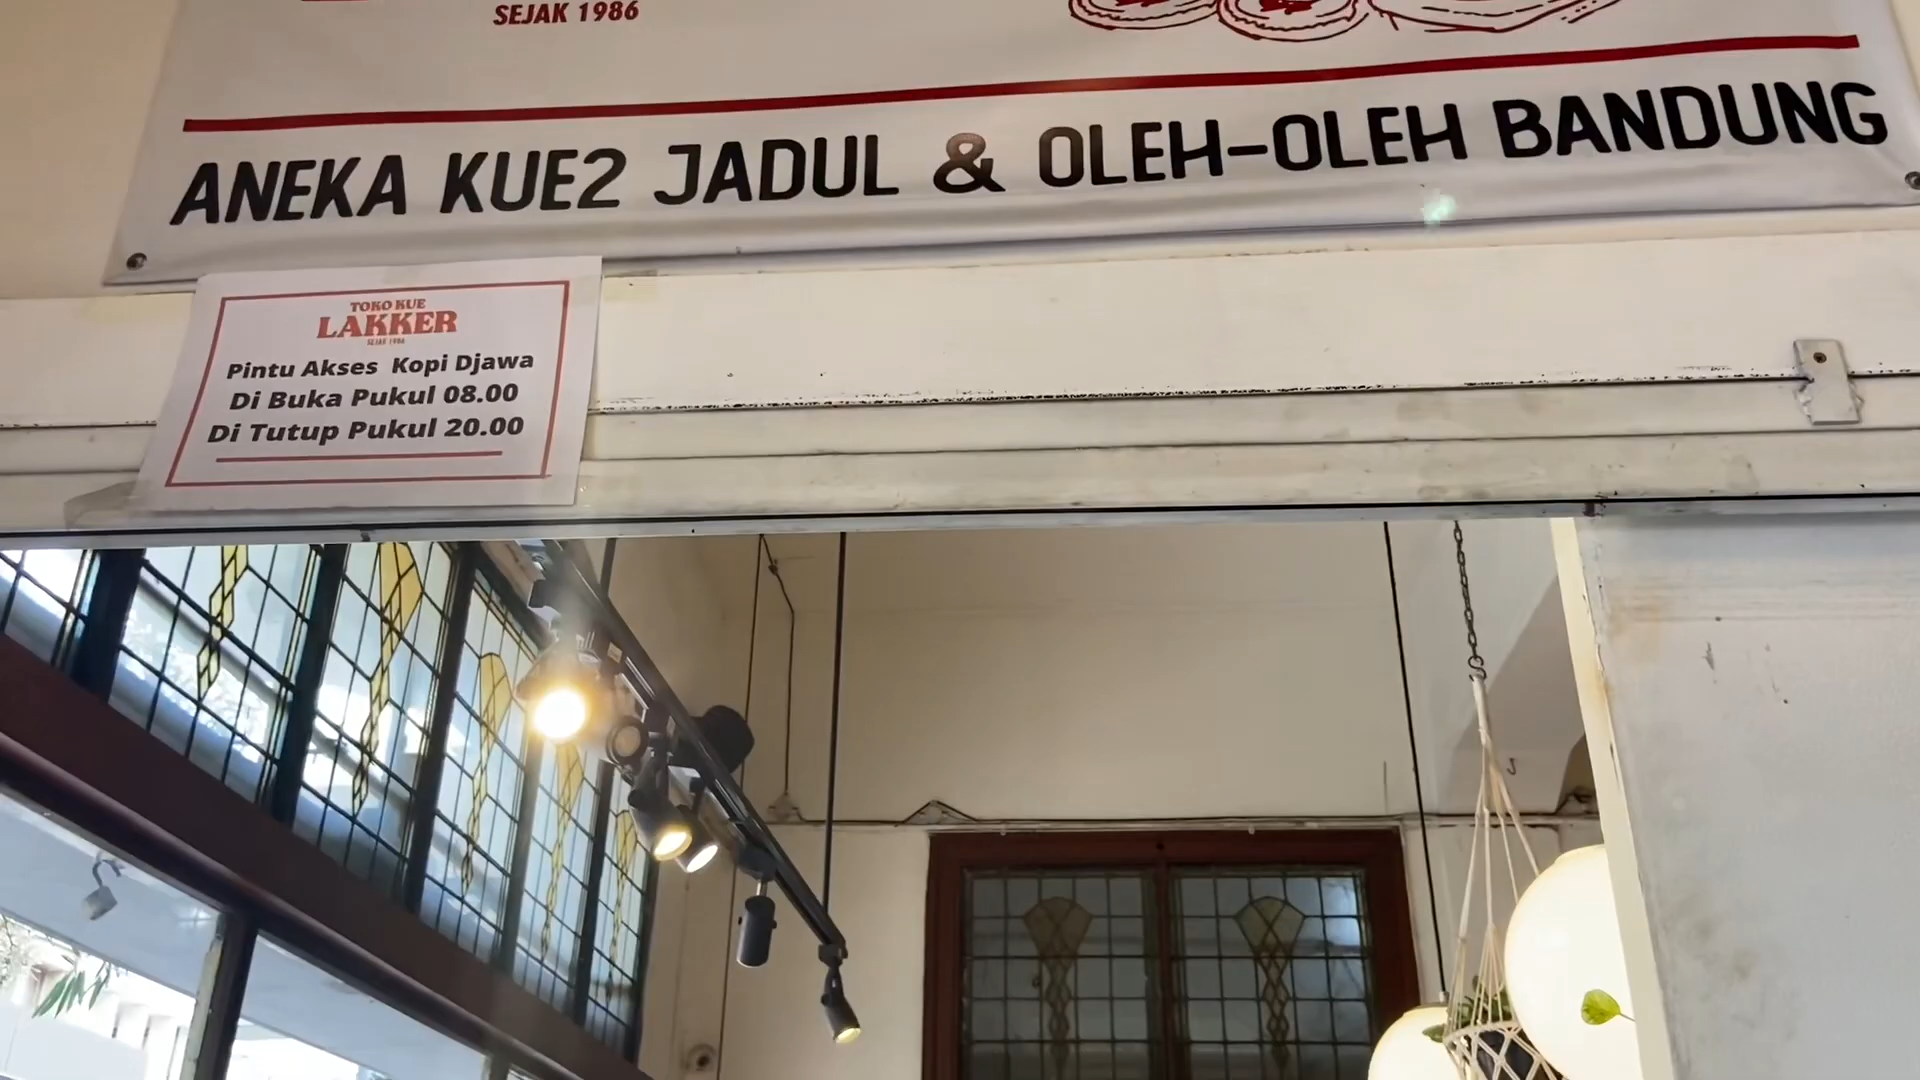 SEJAK 1986
ANEKA KUE2 JADUL & OLEH-OLEH BANDUNG
TOKO KUE
LAKKER
SEJAK 1986
Pintu Akses Kopi Djawa
Di Buka Pukul 08.00
Di Tutup Pukul 20.00